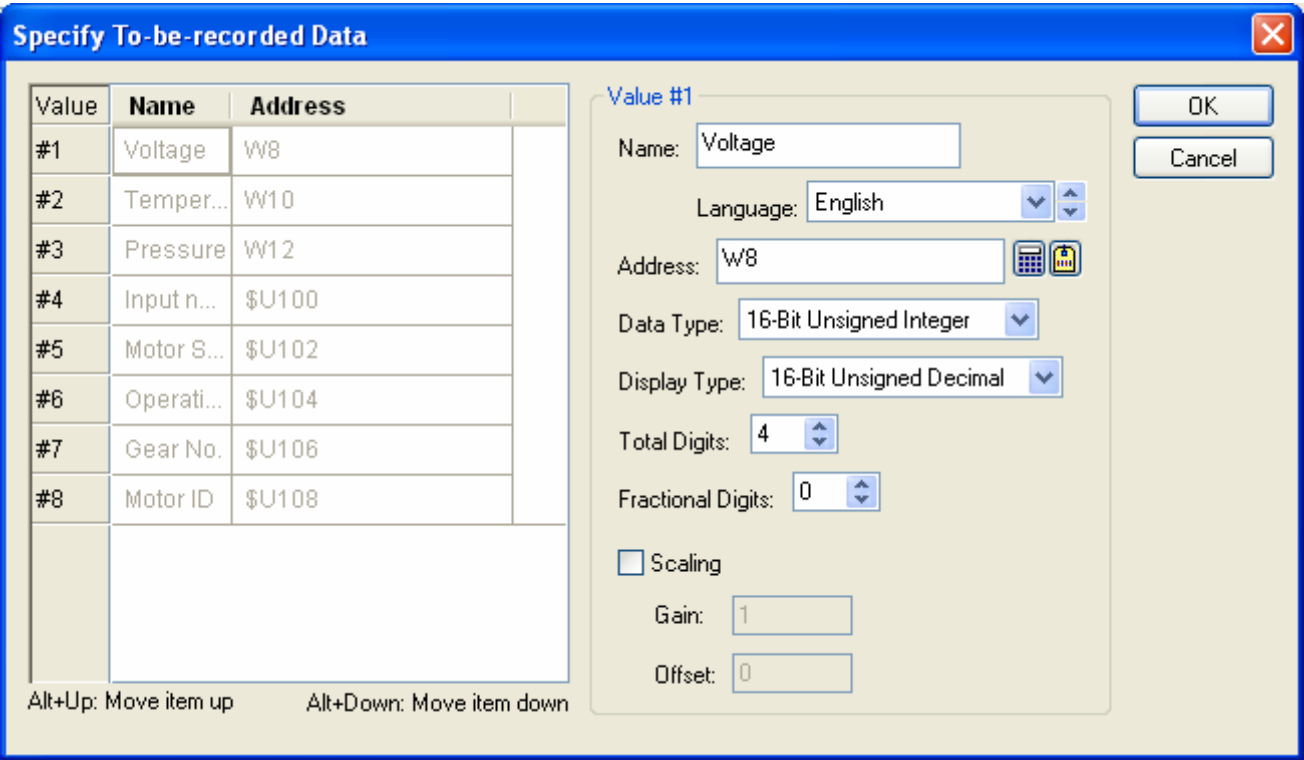 Specify To-be-recorded Data
Value Name Address
#1 Voltage W8
#2 Temper... W10
#3 Pressure W12
#4 Input n... $U100
#5 Motor S... $U102
#6 Operati... $U104
#7 Gear No. $U106
#8 Motor ID $U108
Alt+Up: Move item up Alt+Down: Move item down
Value #1
Name: Voltage
Language: English
Address: W8
Data Type: 16-Bit Unsigned Integer
Display Type: 16-Bit Unsigned Decimal
Total Digits: 4
Fractional Digits: 0
Scaling
Gain: 1
Offset: 0
OK
Cancel